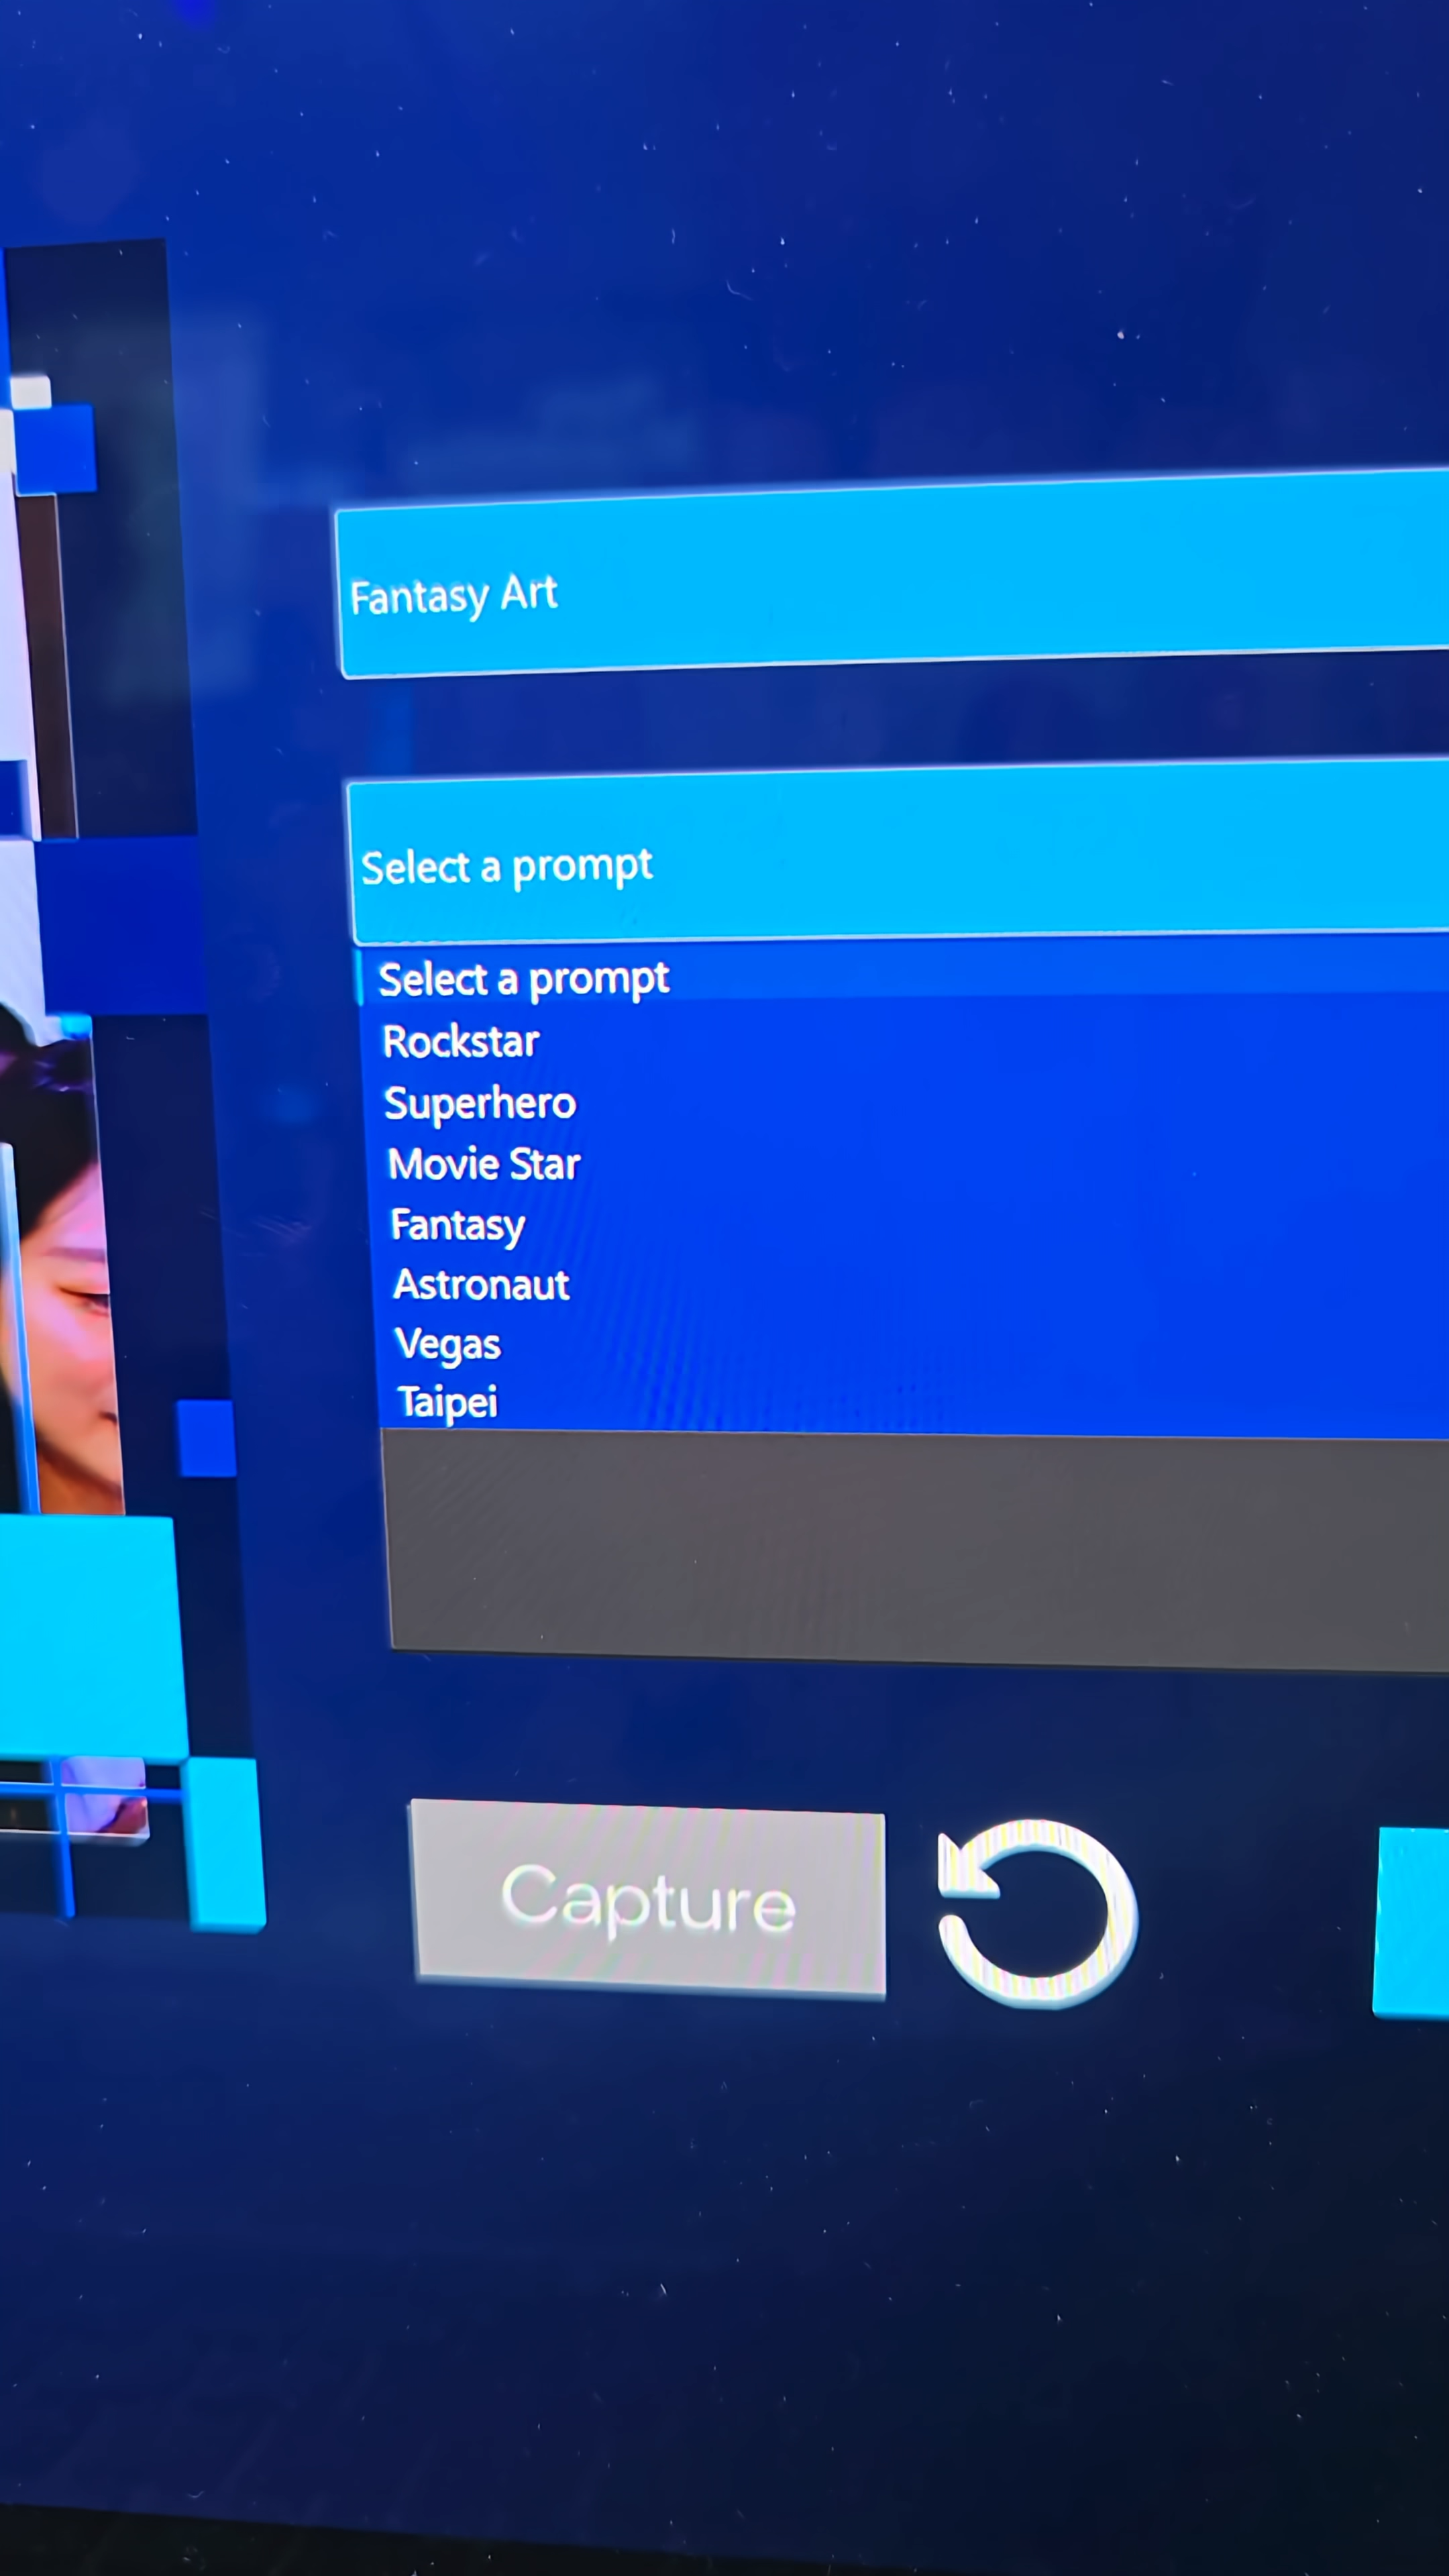 Fantasy Art
Select a prompt
Select a prompt
Rockstar
Superhero
Movie Star
Fantasy
Astronaut
Vegas
Taipei
Capture